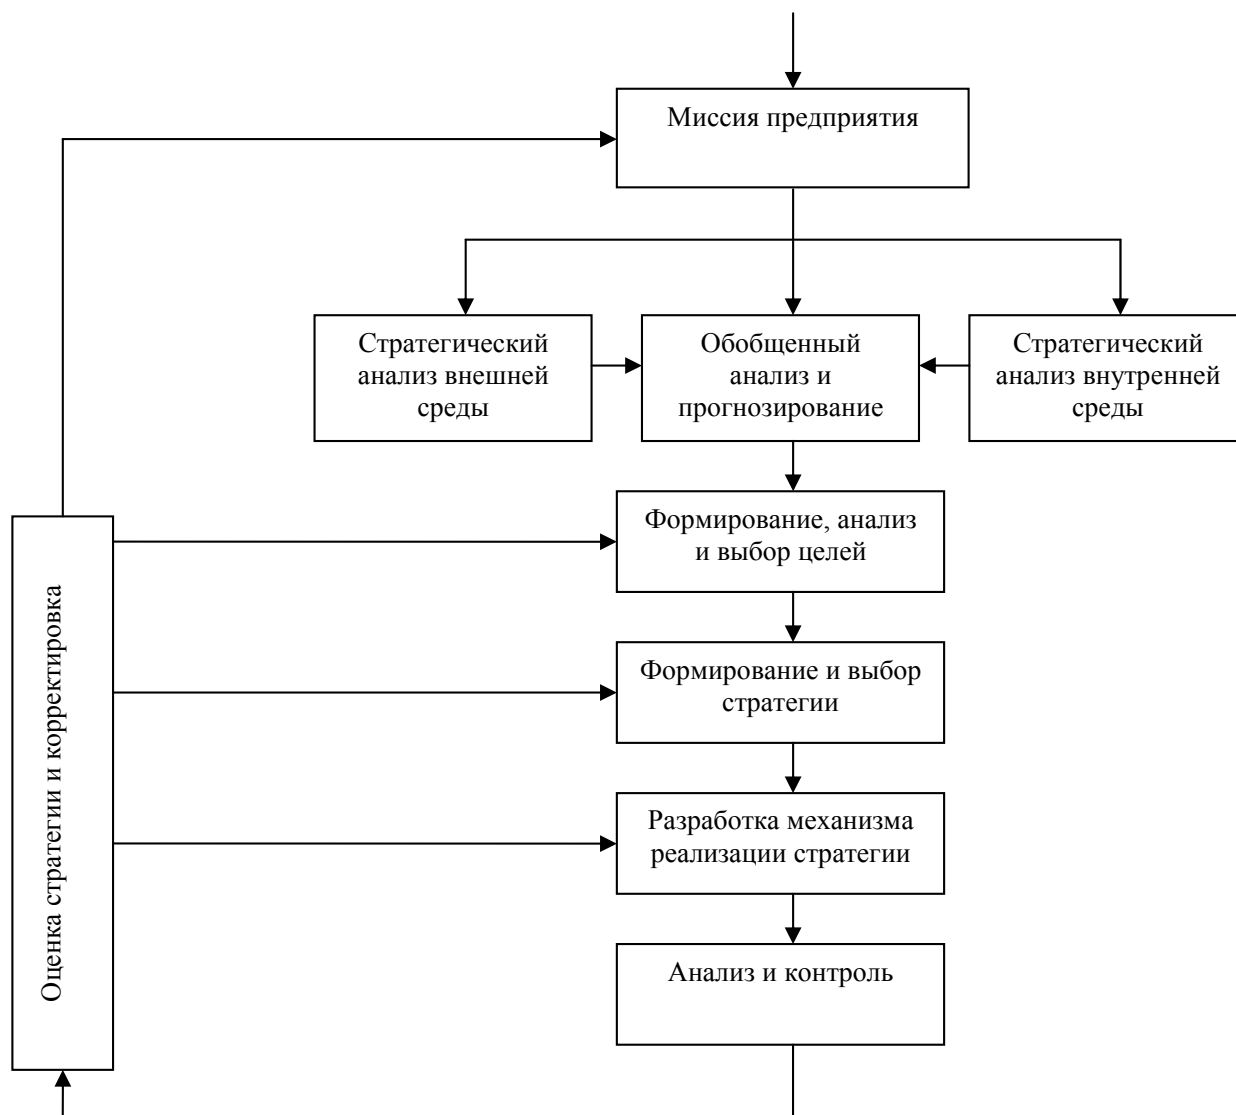 Миссия предприятия
Стратегический
анализ внешней
среды
Обобщенный
анализ и
прогнозирование
Стратегический
анализ внутренней
среды
Формирование, анализ
и выбор целей
Формирование и выбор
стратегии
Разработка механизма
реализации стратегии
Анализ и контроль
Оценка стратегии и корректировка